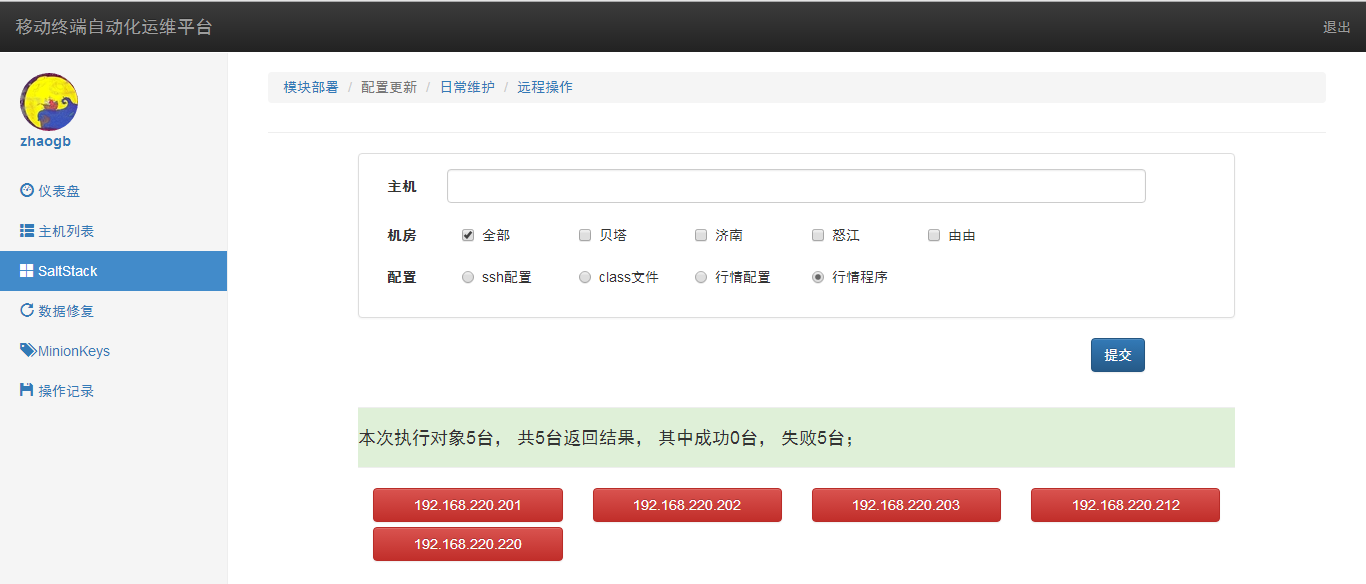 移动终端自动化运维平台 退出
模块部署 / 配置更新 / 日常维护 / 远程操作
zhaogb
仪表盘
主机列表
SaltStack
数据修复
MinionKeys
操作记录
主机
机房 全部 贝塔 济南 怒江 由由
配置 ssh配置 class文件 行情配置 行情程序
提交
本次执行对象5台， 共5台返回结果， 其中成功0台， 失败5台；
192.168.220.201 192.168.220.202 192.168.220.203 192.168.220.212
192.168.220.220